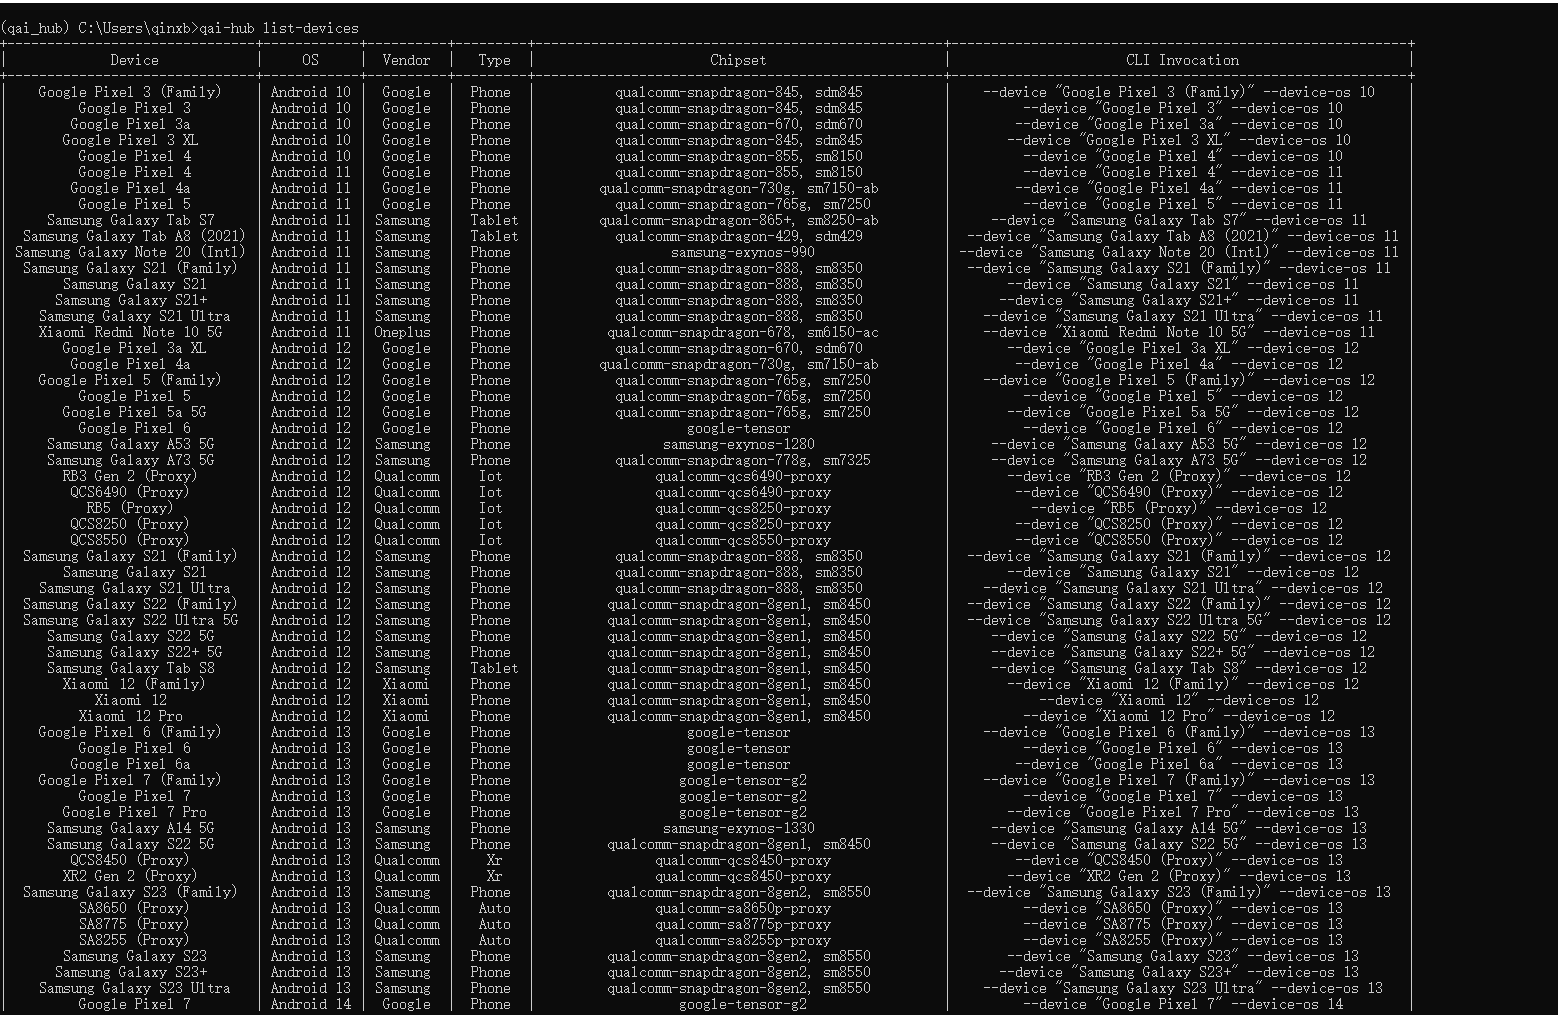 (qai_hub) C:\Users\qinxb>qai-hub list-devices
Device | OS | Vendor | Type | Chipset | CLI Invocation
Google Pixel 3 (Family) | Android 10 | Google | Phone | qualcomm-snapdragon-845, sdm845 | --device "Google Pixel 3 (Family)" --device-os 10
Google Pixel 3 | Android 10 | Google | Phone | qualcomm-snapdragon-845, sdm845 | --device "Google Pixel 3" --device-os 10
Google Pixel 3a | Android 10 | Google | Phone | qualcomm-snapdragon-670, sdm670 | --device "Google Pixel 3a" --device-os 10
Google Pixel 3 XL | Android 10 | Google | Phone | qualcomm-snapdragon-845, sdm845 | --device "Google Pixel 3 XL" --device-os 10
Google Pixel 4 | Android 10 | Google | Phone | qualcomm-snapdragon-855, sm8150 | --device "Google Pixel 4" --device-os 10
Google Pixel 4 | Android 11 | Google | Phone | qualcomm-snapdragon-855, sm8150 | --device "Google Pixel 4" --device-os 11
Google Pixel 4a | Android 11 | Google | Phone | qualcomm-snapdragon-730g, sm7150-ab | --device "Google Pixel 4a" --device-os 11
Google Pixel 5 | Android 11 | Google | Phone | qualcomm-snapdragon-765g, sm7250 | --device "Google Pixel 5" --device-os 11
Samsung Galaxy Tab S7 | Android 11 | Samsung | Tablet | qualcomm-snapdragon-865+, sm8250-ab | --device "Samsung Galaxy Tab S7" --device-os 11
Samsung Galaxy Tab A8 (2021) | Android 11 | Samsung | Tablet | qualcomm-snapdragon-429, sdm429 | --device "Samsung Galaxy Tab A8 (2021)" --device-os 11
Samsung Galaxy Note 20 (Intl) | Android 11 | Samsung | Phone | samsung-exynos-990 | --device "Samsung Galaxy Note 20 (Intl)" --device-os 11
Samsung Galaxy S21 (Family) | Android 11 | Samsung | Phone | qualcomm-snapdragon-888, sm8350 | --device "Samsung Galaxy S21 (Family)" --device-os 11
Samsung Galaxy S21 | Android 11 | Samsung | Phone | qualcomm-snapdragon-888, sm8350 | --device "Samsung Galaxy S21" --device-os 11
Samsung Galaxy S21+ | Android 11 | Samsung | Phone | qualcomm-snapdragon-888, sm8350 | --device "Samsung Galaxy S21+" --device-os 11
Samsung Galaxy S21 Ultra | Android 11 | Samsung | Phone | qualcomm-snapdragon-888, sm8350 | --device "Samsung Galaxy S21 Ultra" --device-os 11
Xiaomi Redmi Note 10 5G | Android 11 | Oneplus | Phone | qualcomm-snapdragon-678, sm6150-ac | --device "Xiaomi Redmi Note 10 5G" --device-os 11
Google Pixel 3a XL | Android 12 | Google | Phone | qualcomm-snapdragon-670, sdm670 | --device "Google Pixel 3a XL" --device-os 12
Google Pixel 4a | Android 12 | Google | Phone | qualcomm-snapdragon-730g, sm7150-ab | --device "Google Pixel 4a" --device-os 12
Google Pixel 5 (Family) | Android 12 | Google | Phone | qualcomm-snapdragon-765g, sm7250 | --device "Google Pixel 5 (Family)" --device-os 12
Google Pixel 5 | Android 12 | Google | Phone | qualcomm-snapdragon-765g, sm7250 | --device "Google Pixel 5" --device-os 12
Google Pixel 5a 5G | Android 12 | Google | Phone | qualcomm-snapdragon-765g, sm7250 | --device "Google Pixel 5a 5G" --device-os 12
Google Pixel 6 | Android 12 | Google | Phone | google-tensor | --device "Google Pixel 6" --device-os 12
Samsung Galaxy A53 5G | Android 12 | Samsung | Phone | samsung-exynos-1280 | --device "Samsung Galaxy A53 5G" --device-os 12
Samsung Galaxy A73 5G | Android 12 | Samsung | Phone | qualcomm-snapdragon-778g, sm7325 | --device "Samsung Galaxy A73 5G" --device-os 12
RB3 Gen 2 (Proxy) | Android 12 | Qualcomm | Iot | qualcomm-qcs6490-proxy | --device "RB3 Gen 2 (Proxy)" --device-os 12
QCS6490 (Proxy) | Android 12 | Qualcomm | Iot | qualcomm-qcs6490-proxy | --device "QCS6490 (Proxy)" --device-os 12
RB5 (Proxy) | Android 12 | Qualcomm | Iot | qualcomm-qcs8250-proxy | --device "RB5 (Proxy)" --device-os 12
QCS8250 (Proxy) | Android 12 | Qualcomm | Iot | qualcomm-qcs8250-proxy | --device "QCS8250 (Proxy)" --device-os 12
QCS8550 (Proxy) | Android 12 | Qualcomm | Iot | qualcomm-qcs8550-proxy | --device "QCS8550 (Proxy)" --device-os 12
Samsung Galaxy S21 (Family) | Android 12 | Samsung | Phone | qualcomm-snapdragon-888, sm8350 | --device "Samsung Galaxy S21 (Family)" --device-os 12
Samsung Galaxy S21 | Android 12 | Samsung | Phone | qualcomm-snapdragon-888, sm8350 | --device "Samsung Galaxy S21" --device-os 12
Samsung Galaxy S21 Ultra | Android 12 | Samsung | Phone | qualcomm-snapdragon-888, sm8350 | --device "Samsung Galaxy S21 Ultra" --device-os 12
Samsung Galaxy S22 (Family) | Android 12 | Samsung | Phone | qualcomm-snapdragon-8gen1, sm8450 | --device "Samsung Galaxy S22 (Family)" --device-os 12
Samsung Galaxy S22 Ultra 5G | Android 12 | Samsung | Phone | qualcomm-snapdragon-8gen1, sm8450 | --device "Samsung Galaxy S22 Ultra 5G" --device-os 12
Samsung Galaxy S22 5G | Android 12 | Samsung | Phone | qualcomm-snapdragon-8gen1, sm8450 | --device "Samsung Galaxy S22 5G" --device-os 12
Samsung Galaxy S22+ 5G | Android 12 | Samsung | Phone | qualcomm-snapdragon-8gen1, sm8450 | --device "Samsung Galaxy S22+ 5G" --device-os 12
Samsung Galaxy Tab S8 | Android 12 | Samsung | Tablet | qualcomm-snapdragon-8gen1, sm8450 | --device "Samsung Galaxy Tab S8" --device-os 12
Xiaomi 12 (Family) | Android 12 | Xiaomi | Phone | qualcomm-snapdragon-8gen1, sm8450 | --device "Xiaomi 12 (Family)" --device-os 12
Xiaomi 12 | Android 12 | Xiaomi | Phone | qualcomm-snapdragon-8gen1, sm8450 | --device "Xiaomi 12" --device-os 12
Xiaomi 12 Pro | Android 12 | Xiaomi | Phone | qualcomm-snapdragon-8gen1, sm8450 | --device "Xiaomi 12 Pro" --device-os 12
Google Pixel 6 (Family) | Android 13 | Google | Phone | google-tensor | --device "Google Pixel 6 (Family)" --device-os 13
Google Pixel 6 | Android 13 | Google | Phone | google-tensor | --device "Google Pixel 6" --device-os 13
Google Pixel 6a | Android 13 | Google | Phone | google-tensor | --device "Google Pixel 6a" --device-os 13
Google Pixel 7 (Family) | Android 13 | Google | Phone | google-tensor-g2 | --device "Google Pixel 7 (Family)" --device-os 13
Google Pixel 7 | Android 13 | Google | Phone | google-tensor-g2 | --device "Google Pixel 7" --device-os 13
Google Pixel 7 Pro | Android 13 | Google | Phone | google-tensor-g2 | --device "Google Pixel 7 Pro" --device-os 13
Samsung Galaxy A14 5G | Android 13 | Samsung | Phone | samsung-exynos-1330 | --device "Samsung Galaxy A14 5G" --device-os 13
Samsung Galaxy S22 5G | Android 13 | Samsung | Phone | qualcomm-snapdragon-8gen1, sm8450 | --device "Samsung Galaxy S22 5G" --device-os 13
QCS8450 (Proxy) | Android 13 | Qualcomm | Xr | qualcomm-qcs8450-proxy | --device "QCS8450 (Proxy)" --device-os 13
XR2 Gen 2 (Proxy) | Android 13 | Qualcomm | Xr | qualcomm-qcs8450-proxy | --device "XR2 Gen 2 (Proxy)" --device-os 13
Samsung Galaxy S23 (Family) | Android 13 | Samsung | Phone | qualcomm-snapdragon-8gen2, sm8550 | --device "Samsung Galaxy S23 (Family)" --device-os 13
SA8650 (Proxy) | Android 13 | Qualcomm | Auto | qualcomm-sa8650p-proxy | --device "SA8650 (Proxy)" --device-os 13
SA8775 (Proxy) | Android 13 | Qualcomm | Auto | qualcomm-sa8775p-proxy | --device "SA8775 (Proxy)" --device-os 13
SA8255 (Proxy) | Android 13 | Qualcomm | Auto | qualcomm-sa8255p-proxy | --device "SA8255 (Proxy)" --device-os 13
Samsung Galaxy S23 | Android 13 | Samsung | Phone | qualcomm-snapdragon-8gen2, sm8550 | --device "Samsung Galaxy S23" --device-os 13
Samsung Galaxy S23+ | Android 13 | Samsung | Phone | qualcomm-snapdragon-8gen2, sm8550 | --device "Samsung Galaxy S23+" --device-os 13
Samsung Galaxy S23 Ultra | Android 13 | Samsung | Phone | qualcomm-snapdragon-8gen2, sm8550 | --device "Samsung Galaxy S23 Ultra" --device-os 13
Google Pixel 7 | Android 14 | Google | Phone | google-tensor-g2 | --device "Google Pixel 7" --device-os 14